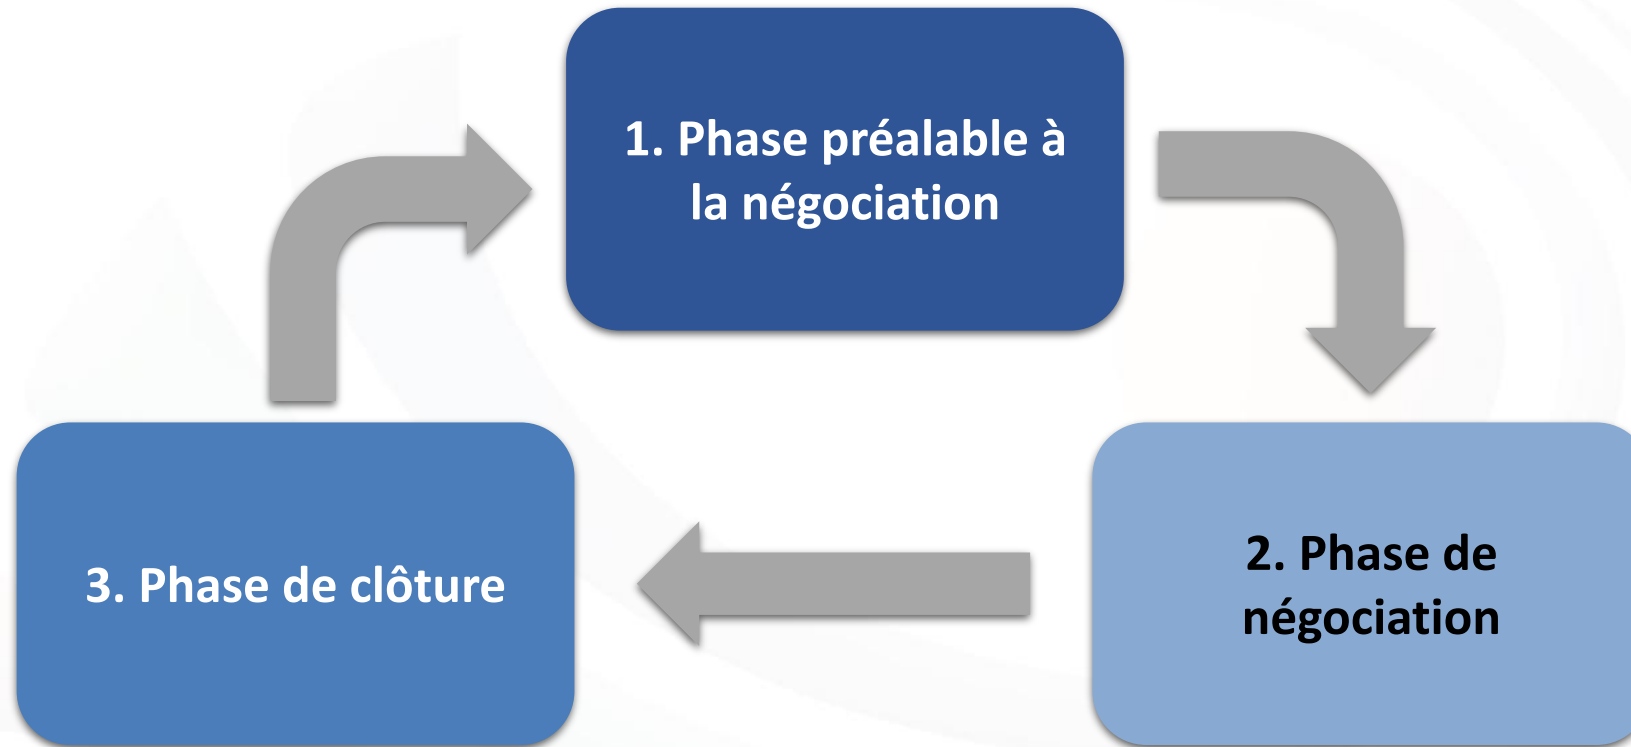 1. Phase préalable à
la négociation
2. Phase de
négociation
3. Phase de clôture